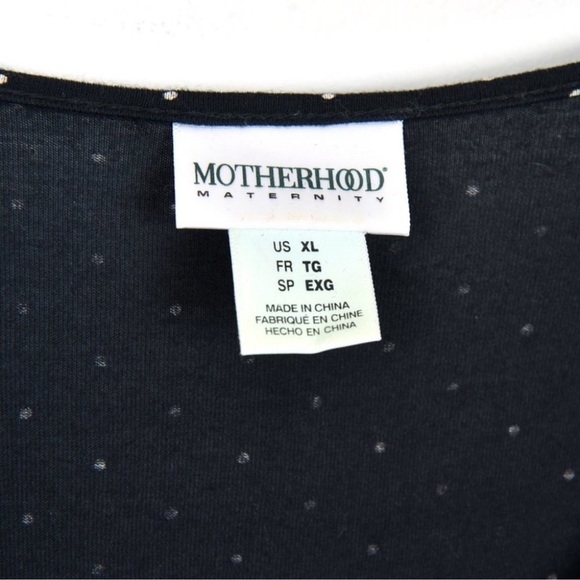 MOTHERHOOD®
MATERNITY
US XL
FR TG
SP EXG
MADE IN CHINA
FABRIQUÉ EN CHINE
HECHO EN CHINA